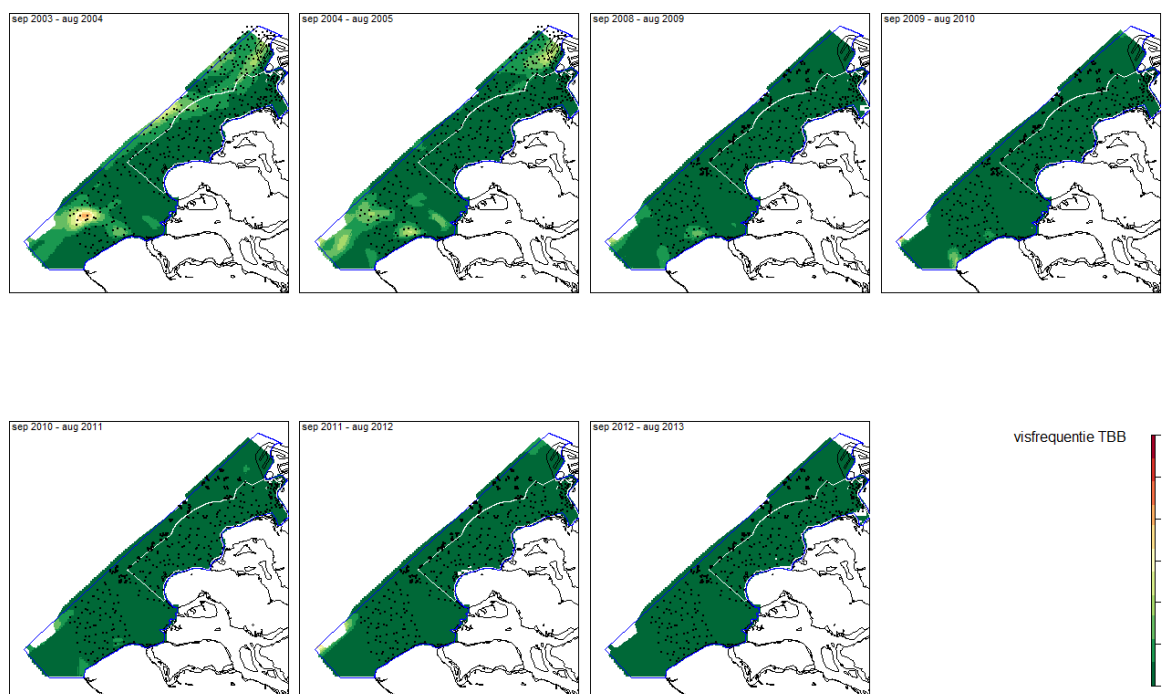 sep 2003 - aug 2004
sep 2004 - aug 2005
sep 2008 - aug 2009
sep 2009 - aug 2010
sep 2010 - aug 2011
sep 2011 - aug 2012
sep 2012 - aug 2013
visfrequentie TBB